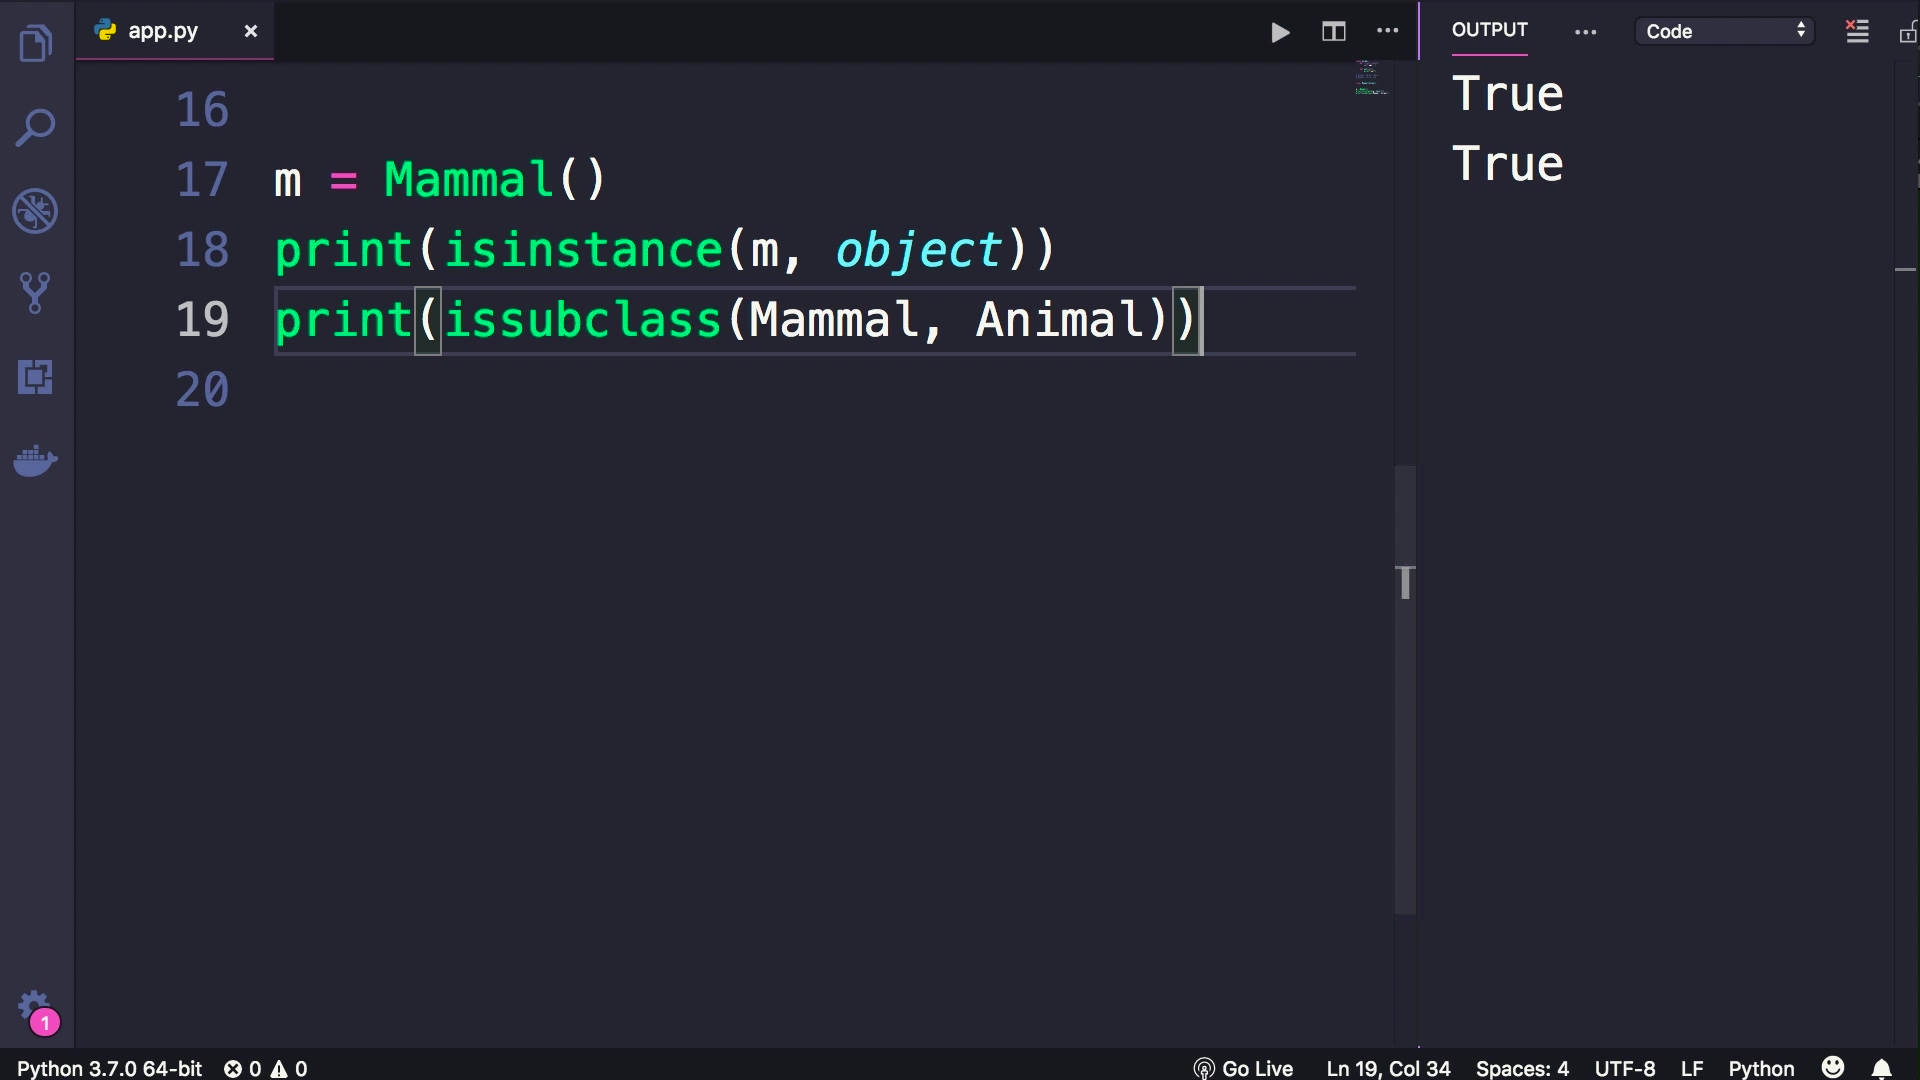 app.py ×
OUTPUT
Code
16
17 m = Mammal()
18 print(isinstance(m, object))
19 print(issubclass(Mammal, Animal))
20
True
True
1
Python 3.7.0 64-bit 0 0 Go Live Ln 19, Col 34 Spaces: 4 UTF-8 LF Python